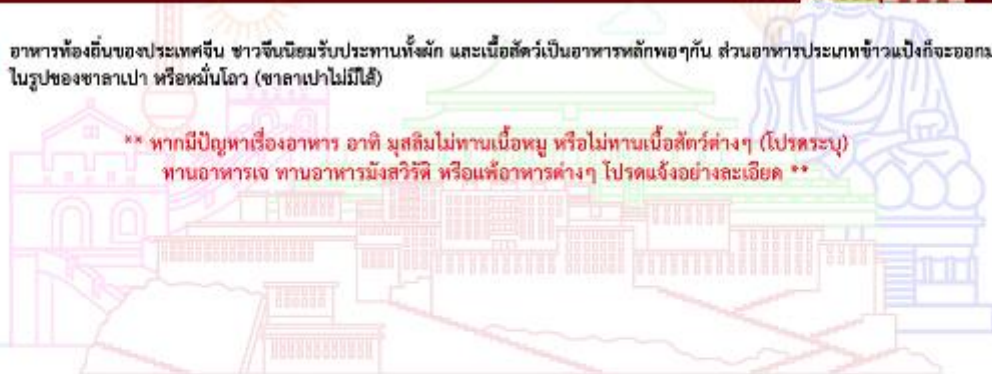 อาหารท้องถิ่นของประเทศจีน ชาวจีนนิยมรับประทานทั้งผัก และเนื้อสัตว์เป็นอาหารหลักพอๆกัน ส่วนอาหารประเภทข้าวแป้งก็จะออกม
ในรูปของซาลาเปา หรือหมั่นโถว (ซาลาเปาไม่มีไส้)
** หากมีปัญหาเรื่องอาหาร อาทิ มุสลิมไม่ทานเนื้อหมู หรือไม่ทานเนื้อสัตว์ต่างๆ (โปรดระบุ)
ทานอาหารเจ ทานอาหารมังสวิรัติ หรือแพ้อาหารต่างๆ โปรดแจ้งอย่างละเอียด **